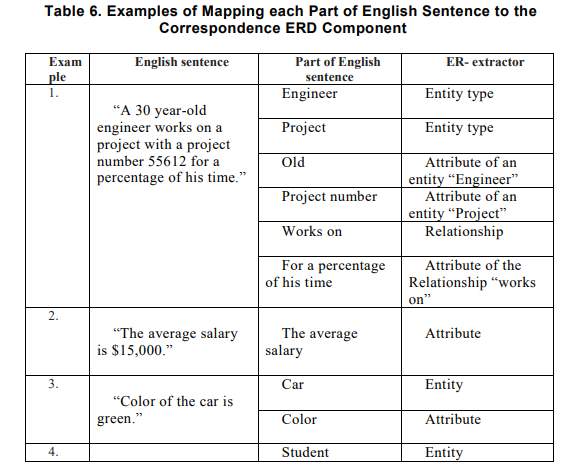 Table 6. Examples of Mapping each Part of English Sentence to the
Correspondence ERD Component
Exam
ple
English sentence
Part of English
sentence
ER- extractor
1.
“A 30 year-old
engineer works on a
project with a project
number 55612 for a
percentage of his time.”
Engineer
Entity type
Project
Entity type
Old
Attribute of an
entity “Engineer”
Project number
Attribute of an
entity “Project”
Works on
Relationship
For a percentage
of his time
Attribute of the
Relationship “works
on”
2.
“The average salary
is $15,000.”
The average
salary
Attribute
3.
“Color of the car is
green.”
Car
Entity
Color
Attribute
4.
Student
Entity